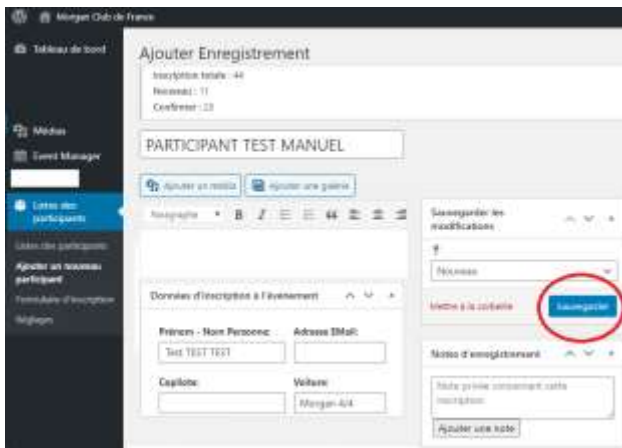 Morgan Club de France
Tableau de bord
Médias
Event Manager
Listes des participants
Listes des participants
Ajouter un nouveau participant
Formulaire d'inscription
Réglages
Ajouter Enregistrement
Inscription totale : 44
Nouveau : 11
Confirmer : 23
PARTICIPANT TEST MANUEL
Ajouter un média
Ajouter une galerie
Paragraphe
B I
Données d'inscription à l'évenement
Prénom - Nom Personne:
Adresse EMail:
Test TEST TEST
Copilote:
Voiture:
Morgan 4/4
Sauvegarder les modifications
Nouveau
Mettre à la corbeille
Sauvegarder
Notes d'enregistrement
Note privée concernant cette inscription
Ajouter une note